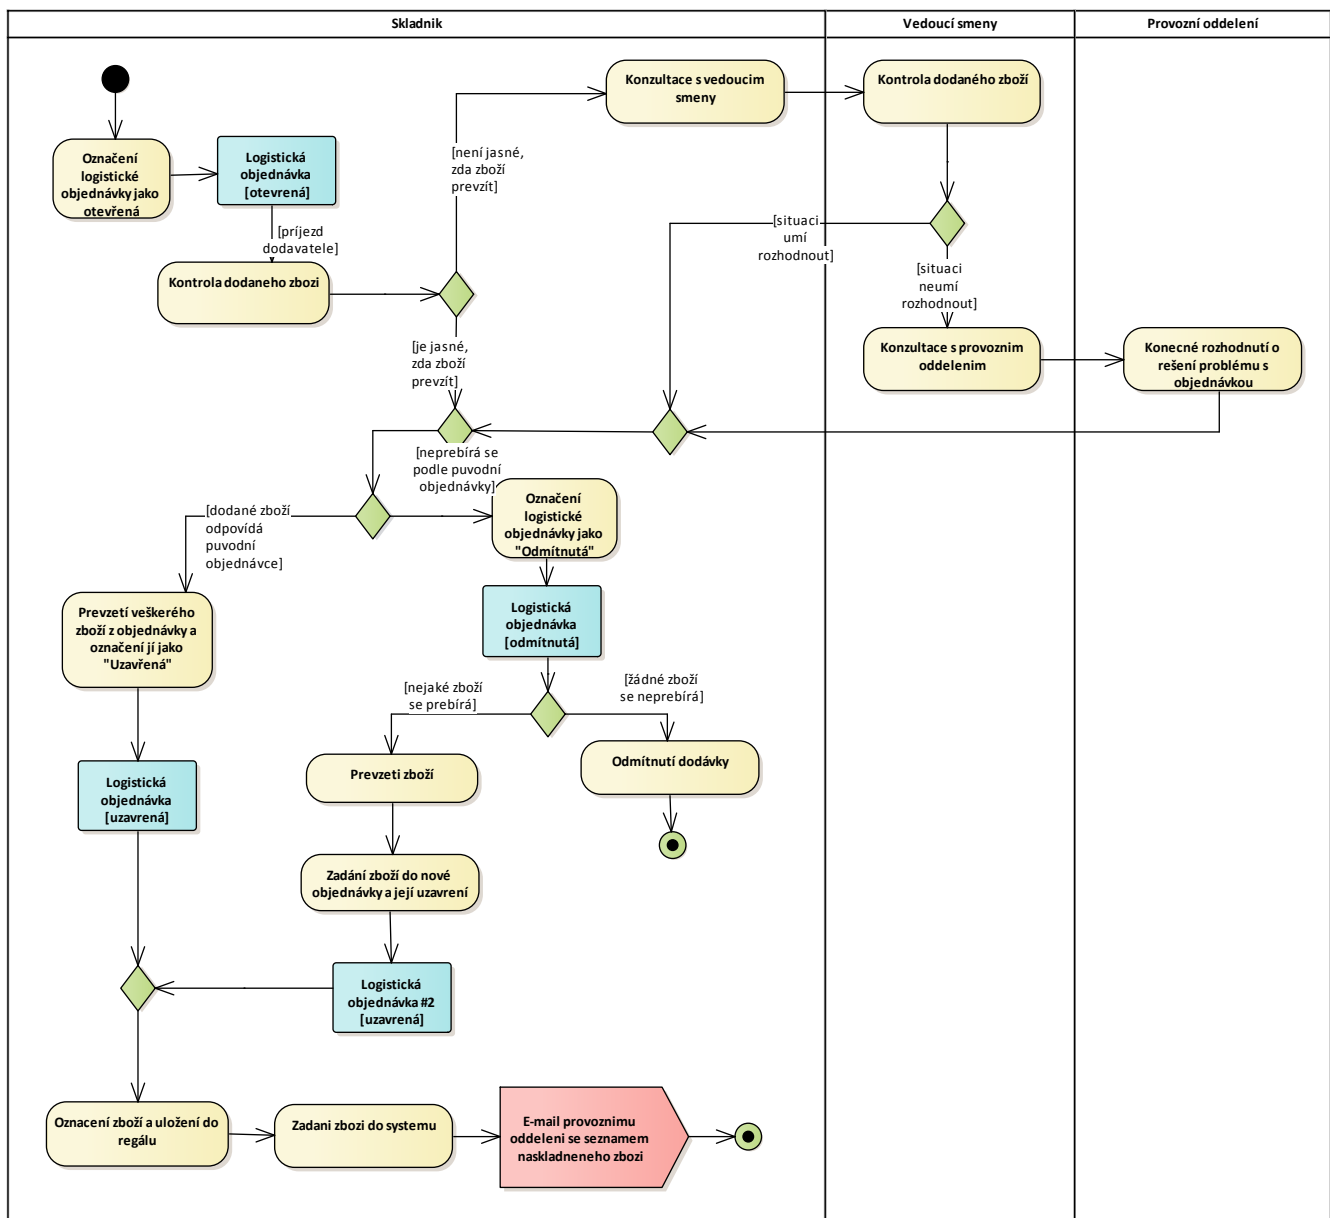 Skladnik
Vedoucí smeny
Provozní oddelení
Konzultace s vedoucim
smeny
Kontrola dodaného zboží
Označení
logistické
objednávky jako
otevřená
Logistická
objednávka
[otevrená]
[není jasné,
zda zboží
prevzít]
[príjezd
dodavatele]
Kontrola dodaneho zbozi
[situaci
umí
rozhodnout]
[situaci
neumí
rozhodnout]
[je jasné,
zda zboží
prevzít]
Konzultace s provoznim
oddelenim
Konecné rozhodnutí o
rešení problému s
objednávkou
[neprebírá se
podle puvodní
objednávky]
[dodané zboží
odpovídá
puvodní
objednávce]
Označení
logistické
objednávky jako
"Odmítnutá"
Prevzetí veškerého
zboží z objednávky a
označení jí jako
"Uzavřená"
Logistická
objednávka
[odmítnutá]
[nejaké zboží
se prebírá]
[žádné zboží
se neprebírá]
Prevzeti zboží
Odmítnutí dodávky
Logistická
objednávka
[uzavrená]
Zadání zboží do nové
objednávky a její uzavrení
Logistická
objednávka #2
[uzavrená]
Oznacení zboží a uložení do
regálu
Zadani zbozi do systemu
E-mail provoznimu
oddeleni se seznamem
naskladneneho zbozi